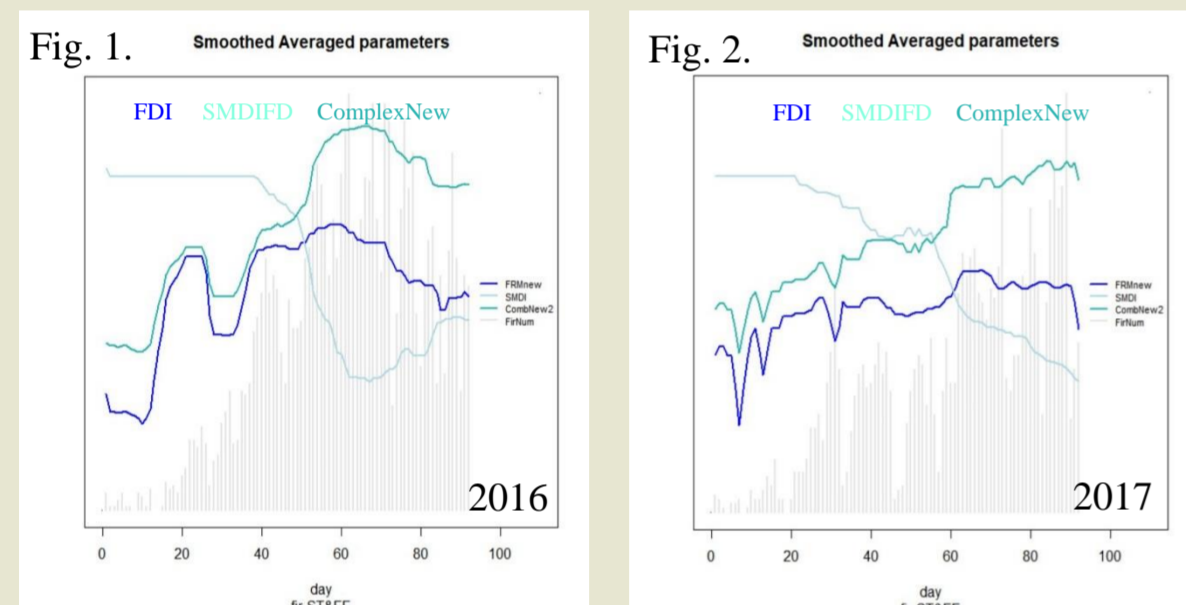 Fig. 1.
Smoothed Averaged parameters
FDI SMDIFD ComplexNew
FRMnew
SMDI
CombNew2
FirNum
2016
0 20 40 60 80 100
day
Fig. 2.
Smoothed Averaged parameters
FDI SMDIFD ComplexNew
FRMnew
SMDI
CombNew2
FirNum
2017
0 20 40 60 80 100
day